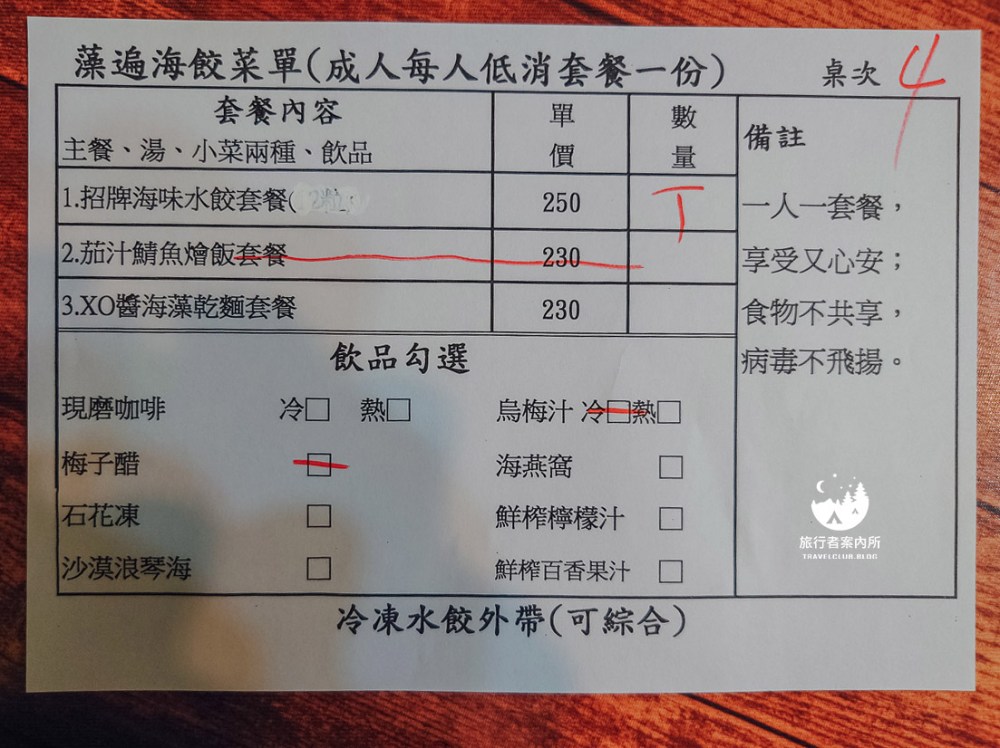 藻遍海餃菜單(成人每人低消套餐一份)
桌次 4
套餐內容
主餐、湯、小菜兩種、飲品
單價
數量
備註
1.招牌海味水餃套餐( 250 T
2.茄汁鯖魚燴飯套餐 230
3.XO醬海藻乾麵套餐 230
一人一套餐，
享受又心安；
食物不共享，
病毒不飛揚。
飲品勾選
現磨咖啡 冷□ 熱□ 烏梅汁 冷□熱□
梅子醋 □ 海燕窩 □
石花凍 □ 鮮榨檸檬汁 □
沙漠浪琴海 □ 鮮榨百香果汁 □
冷凍水餃外帶(可綜合)
旅行者案內所
TRAVELCLUB.BLOG